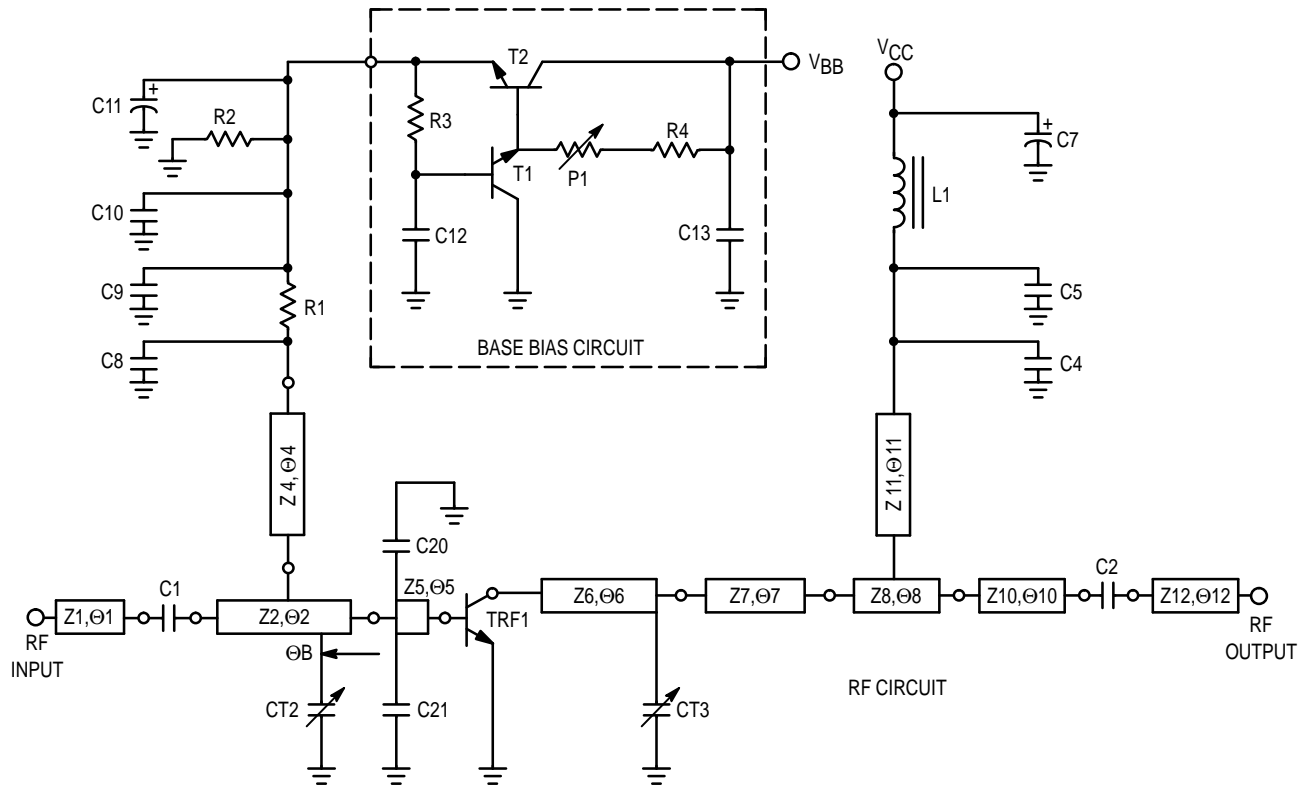 T2
VBB
VCC
C11
+
R2
R3
R4
+
C7
T1
P1
L1
C10
C12
C13
C9
R1
C5
BASE BIAS CIRCUIT
C8
C4
Z 4, Θ4
Z 11, Θ11
C20
C1
Z5, Θ5
C2
Z1, Θ1
Z2, Θ2
Z6, Θ6
Z7, Θ7
Z8, Θ8
Z10, Θ10
Z12, Θ12
TRF1
RF
INPUT
RF
OUTPUT
ΘB
RF CIRCUIT
CT2
C21
CT3